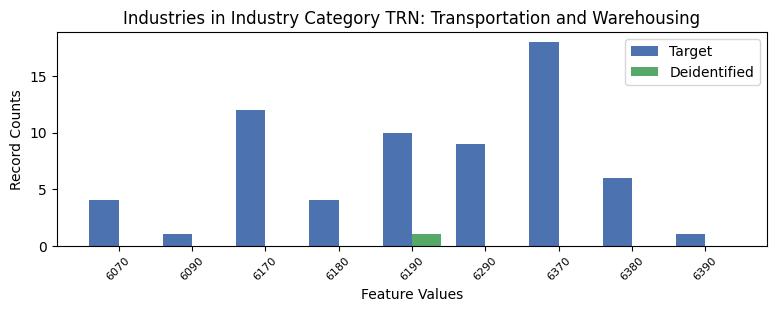 Industries in Industry Category TRN: Transportation and Warehousing
Target
Deidentified
Record Counts
15
10
5
0
6070 6090 6170 6180 6190 6290 6370 6380 6390
Feature Values